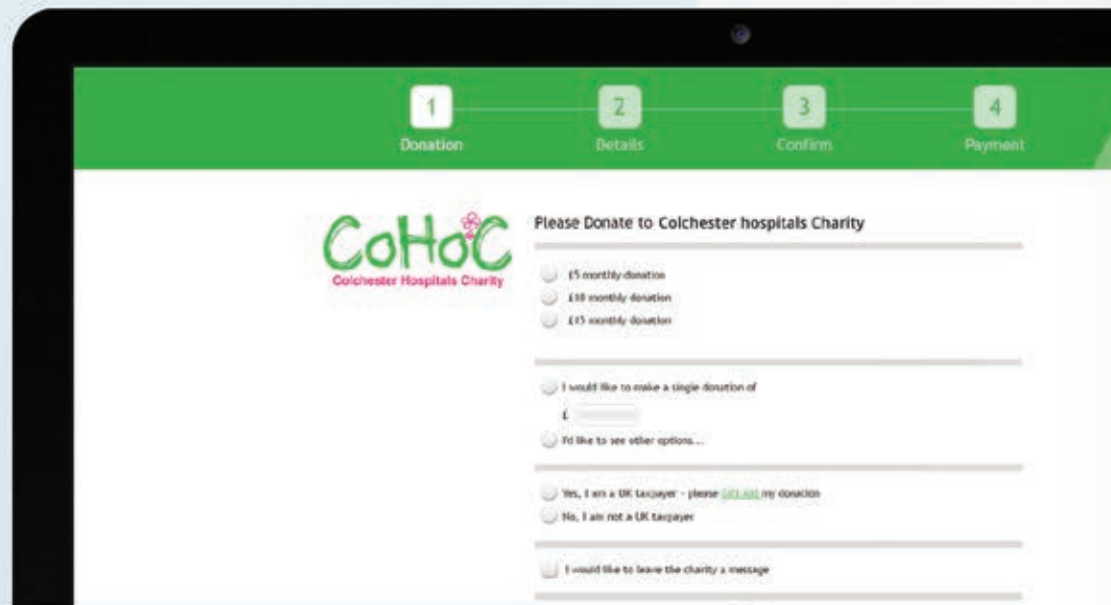 1
2
3
4
Donation
Details
Confirm
Payment
CoHoC
Colchester Hospitals Charity
Please Donate to Colchester hospitals Charity
£5 monthly donation
£10 monthly donation
£15 monthly donation
I would like to make a single donation of
£
I'd like to see other options...
Yes, I am a UK taxpayer - please Gift Aid my donation
No, I am not a UK taxpayer
I would like to leave the charity a message